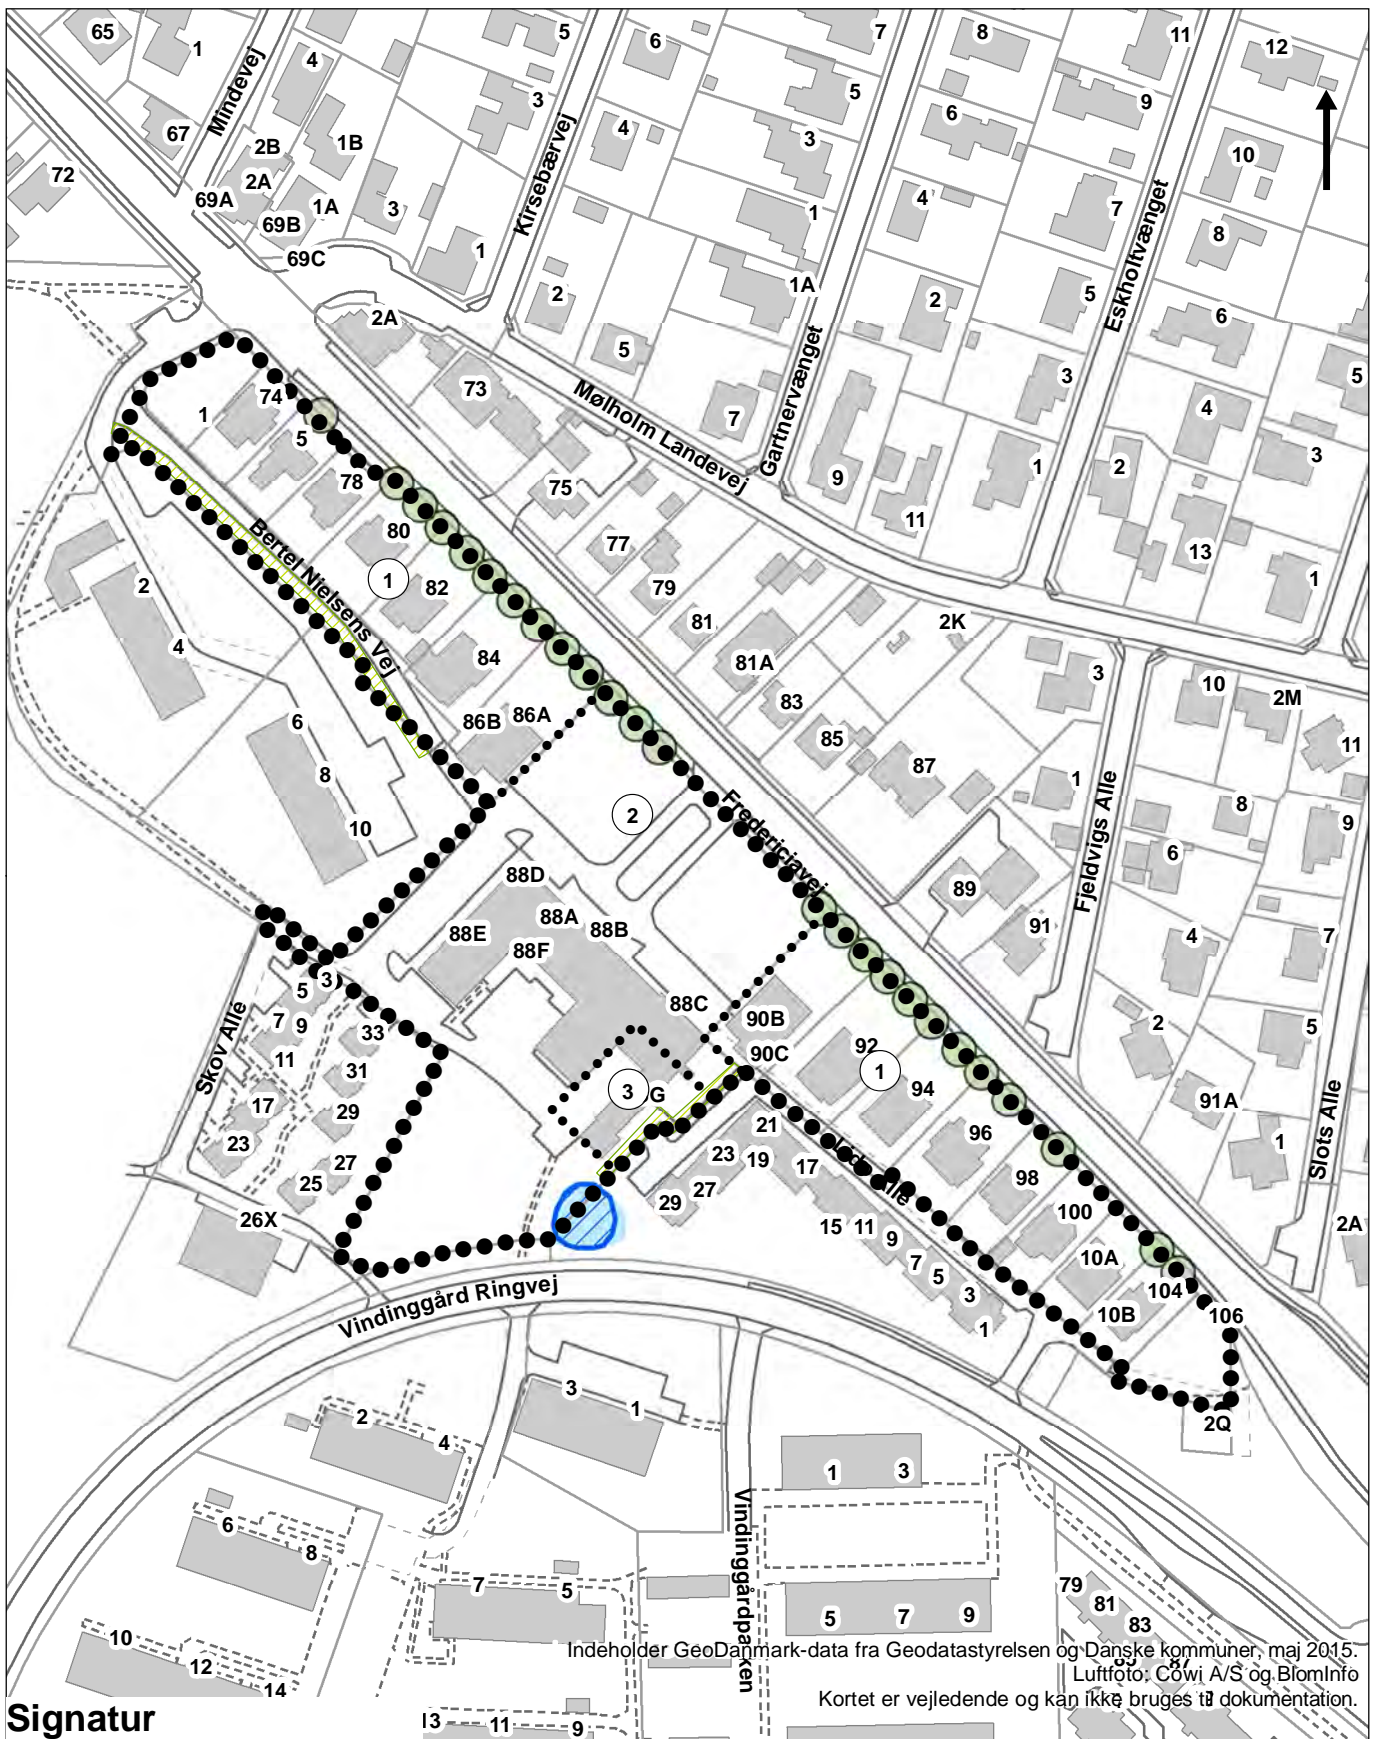 65
1
Mindevej
4
5
6
7
8
11
12
67
2B
1B
3
Kirsebærvej
4
5
6
9
10
72
69A
2A
69B
1A
3
69C
1
3
1
4
7
8
2A
2
5
1A
2
5
Eskholtvænget
6
5
74
1
5
73
Mølholm Landevej
7
Gartnervænget
3
4
78
75
9
11
1
2
3
13
1
80
77
79
Bertel Nielsens Vej
1
82
81
2K
2
4
84
81A
3
10
2M
83
86B
86A
85
11
6
8
87
1
Fjeldvigs Alle
8
9
10
2
Fredericiavej
6
88D
89
88A
88E
88B
88F
91
4
7
3
5
88C
90B
2
5
Skov Allé
7
9
33
92
11
31
90C
1
3
G
94
91A
17
29
21
96
1
23
27
23
19
17
Slots Alle
25
29
27
98
26X
15
11
100
2A
9
10A
7
5
104
3
10B
106
1
Vindinggård Ringvej
3
1
2
4
2Q
1
3
Vindinggårdparken
6
8
7
5
5
7
9
79
81
83
10
12
14
Indeholder GeoDanmark-data fra Geodatastyrelsen og Danske kommuner, maj 2015.
Luftfoto: Cowi A/S og BlomInfo
Kortet er vejledende og kan ikke bruges til dokumentation.
Signatur
13
11
9